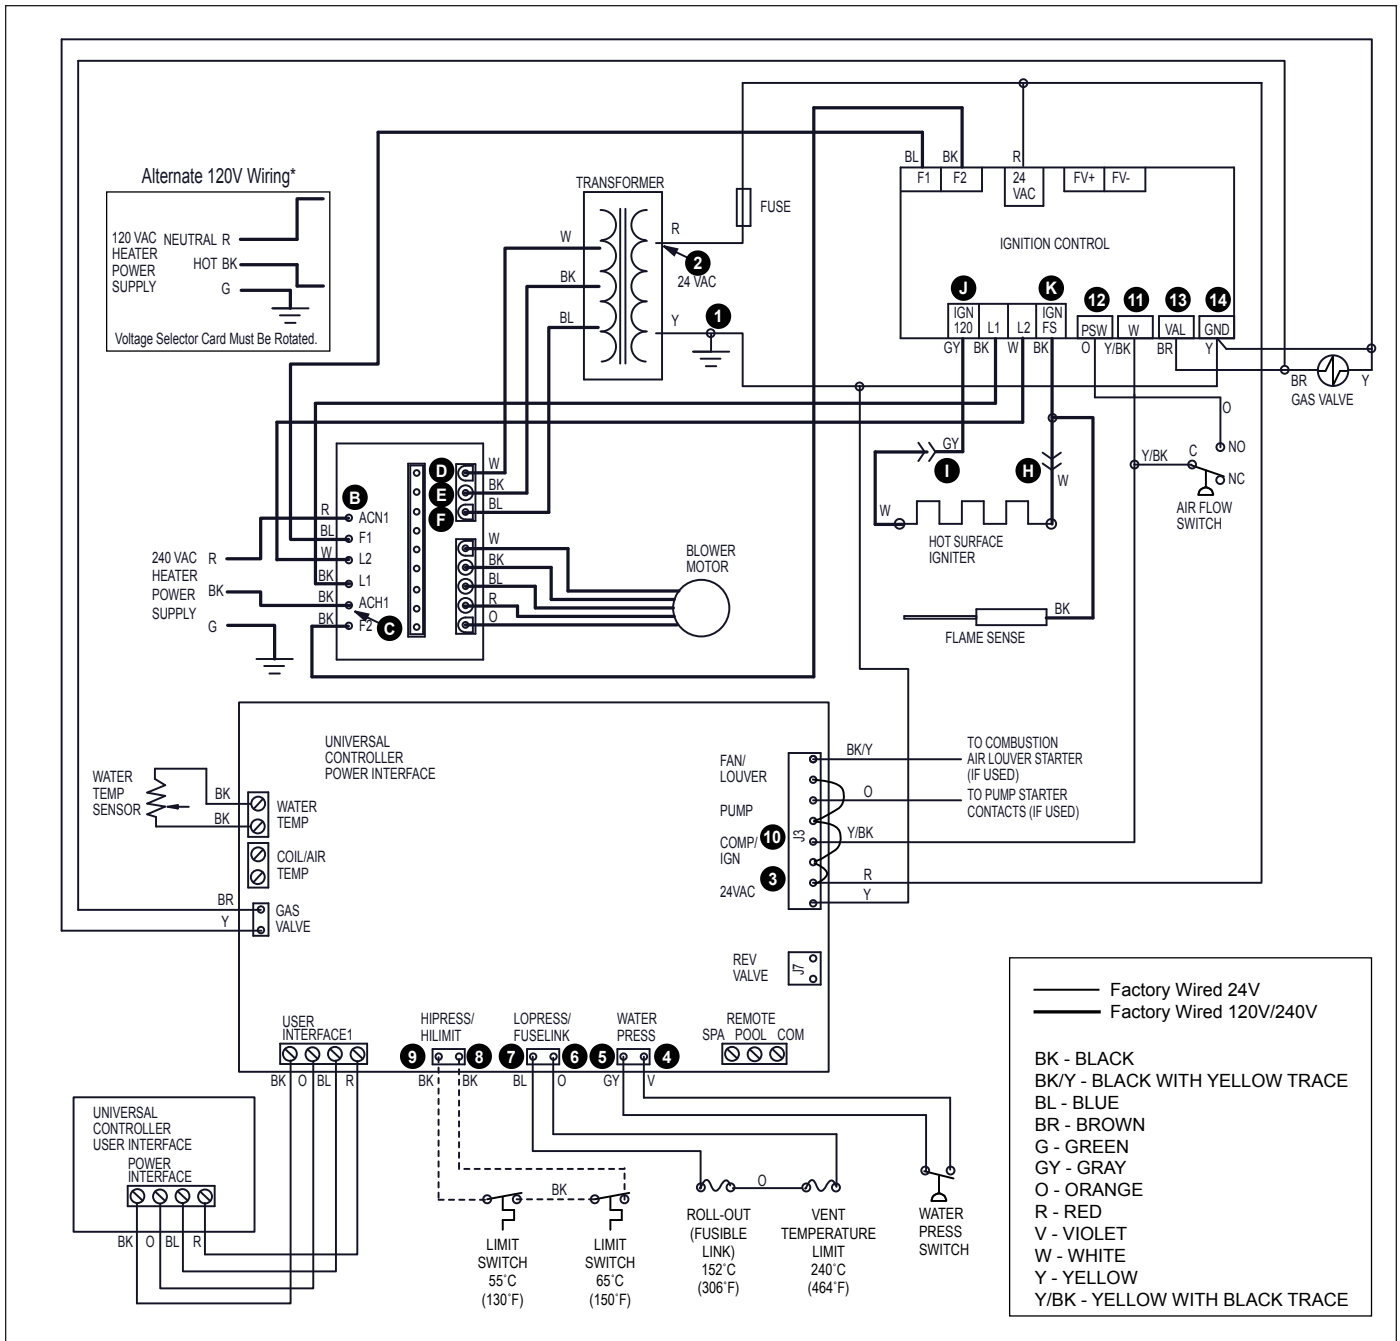 Alternate 120V Wiring*
120 VAC
HEATER
POWER
SUPPLY
NEUTRAL R
HOT BK
G
Voltage Selector Card Must Be Rotated.
TRANSFORMER
W
BK
BL
R
2
24 VAC
Y
1
FUSE
BL
BK
R
F1
F2
24
VAC
FV+
FV-
IGNITION CONTROL
J
K
12
11
13
14
IGN
120
L1
L2
IGN
FS
PSW
W
VAL
GND
GY
BK
W
BK
O
Y/BK
BR
Y
BR
Y
GAS VALVE
O
NO
C
NC
Y/BK
AIR FLOW
SWITCH
GY
I
H
W
W
HOT SURFACE
IGNITER
BK
FLAME SENSE
240 VAC
HEATER
POWER
SUPPLY
R
BK
G
B
R
ACN1
BL
F1
W
L2
BK
L1
BK
ACH1
BK
F2
C
D
E
F
W
BK
BL
W
BK
BL
R
O
BLOWER
MOTOR
UNIVERSAL
CONTROLLER
POWER INTERFACE
WATER
TEMP
SENSOR
BK
BK
WATER
TEMP
COIL/AIR
TEMP
BR
Y
GAS
VALVE
FAN/
LOUVER
PUMP
10
COMP/
IGN
3
24VAC
J3
BK/Y
O
Y/BK
R
Y
TO COMBUSTION
AIR LOUVER STARTER
(IF USED)
TO PUMP STARTER
CONTACTS (IF USED)
REV
VALVE
J7
USER
INTERFACE1
BK
O
BL
R
HIPRESS/
HILIMIT
9
8
BK
BK
LOPRESS/
FUSELINK
7
6
BL
O
WATER
PRESS
5
4
GY
V
REMOTE
SPA POOL COM
UNIVERSAL
CONTROLLER
USER INTERFACE
POWER
INTERFACE
BK
O
BL
R
BK
LIMIT
SWITCH
55˚C
(130˚F)
LIMIT
SWITCH
65˚C
(150˚F)
O
ROLL-OUT
(FUSIBLE
LINK)
152˚C
(306˚F)
VENT
TEMPERATURE
LIMIT
240˚C
(464˚F)
WATER
PRESS
SWITCH
Factory Wired 24V
Factory Wired 120V/240V
BK - BLACK
BK/Y - BLACK WITH YELLOW TRACE
BL - BLUE
BR - BROWN
G - GREEN
GY - GRAY
O - ORANGE
R - RED
V - VIOLET
W - WHITE
Y - YELLOW
Y/BK - YELLOW WITH BLACK TRACE